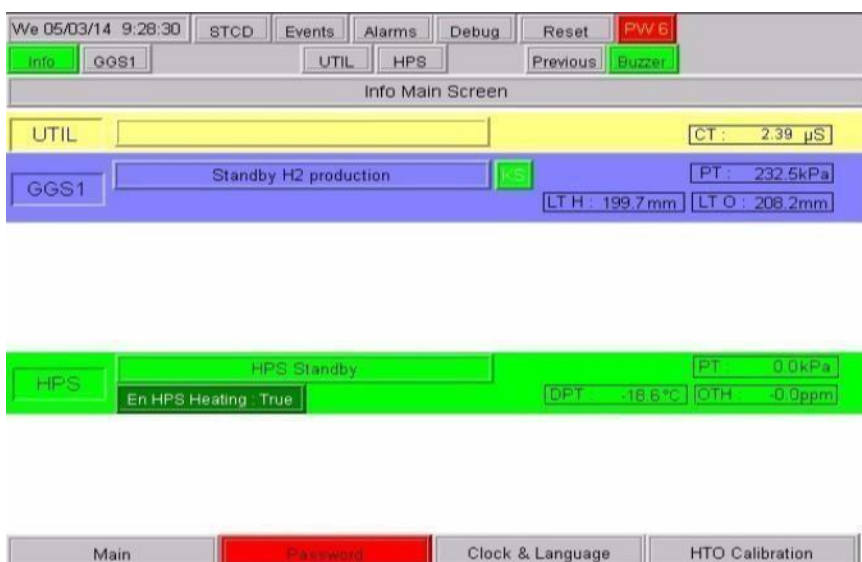 We 05/03/14 9:28:30 STCD Events Alarms Debug Reset PW 6
Info GGS1 UTIL HPS Previous Buzzer
Info Main Screen
UTIL CT : 2.39 µS
GGS1 Standby H2 production KS PT : 232.5kPa
LT H : 199.7mm LT O : 208.2mm
HPS HPS Standby PT : 0.0kPa
En HPS Heating : True DPT : -18.6°C OTH : -0.0ppm
Main Password Clock & Language HTO Calibration